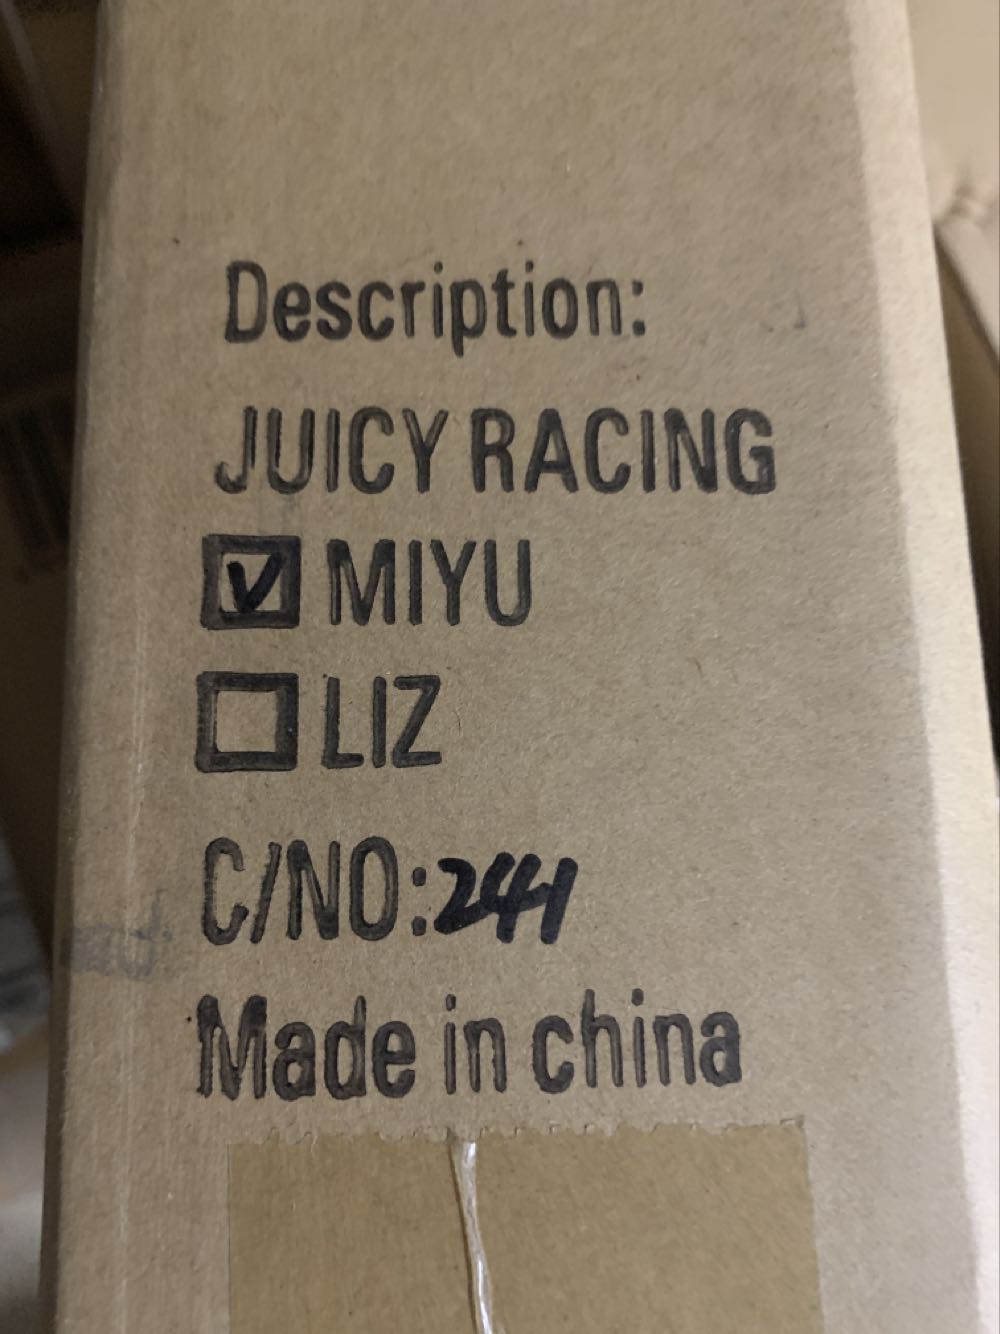 Description:
JUICY RACING
☑ MIYU
☐ LIZ
C/NO:241
Made in china